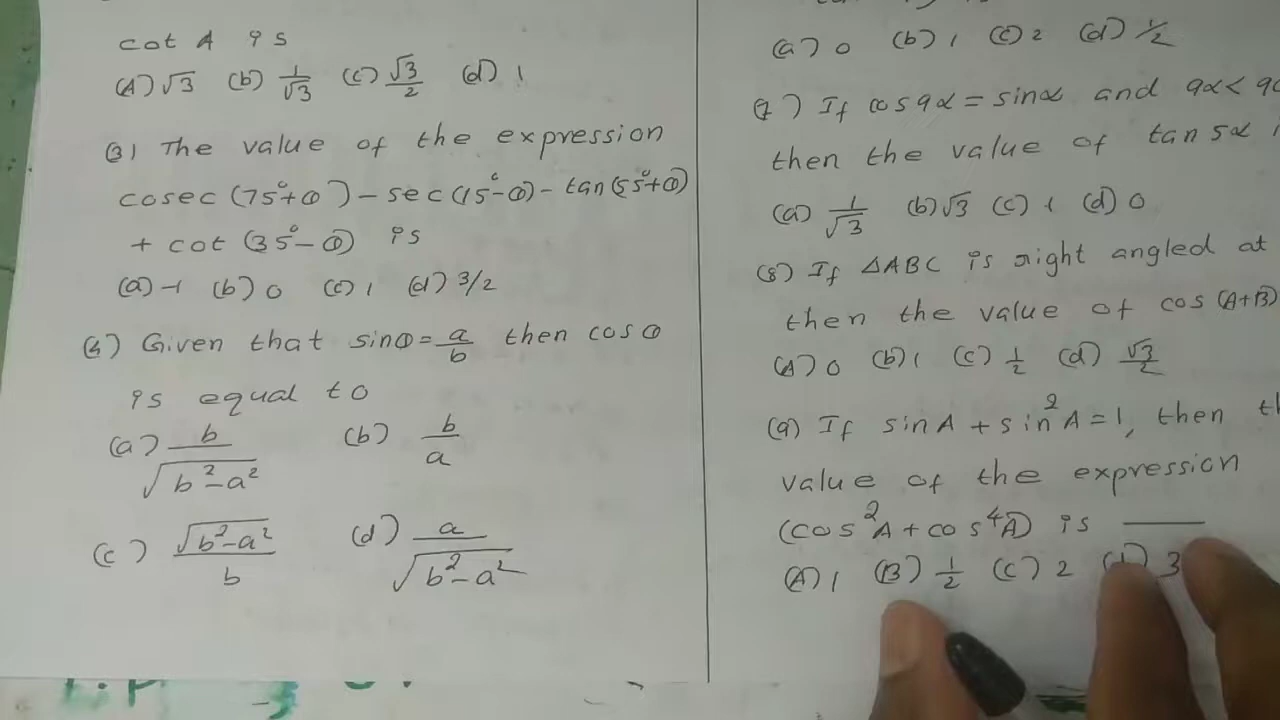 cot A is
(A) √3 (b) 1/√3 (c) √3/2 (d) 1
(3) The value of the expression
cosec (75°+θ) - sec (15°-θ) - tan (55°+θ)
+ cot (35°-θ) is
(a) -1 (b) 0 (c) 1 (d) 3/2
(4) Given that sinθ = a/b then cos θ
is equal to
(a) b/√(b²-a²) (b) b/a
(c) √(b²-a²)/b (d) a/√(b²-a²)
(a) 0 (b) 1 (c) 2 (d) 1/2
(7) If cos 9α = sinα and 9α <
then the value of tan 5α
(a) 1/√3 (b) √3 (c) 1 (d) 0
(8) If △ABC is right angled at
then the value of cos (A+B)
(A) 0 (b) 1 (c) 1/2 (d) √3/2
(9) If sin A + sin²A = 1, then
value of the expression
(cos²A + cos⁴A) is ____
(A) 1 (B) 1/2 (C) 2 (d) 3